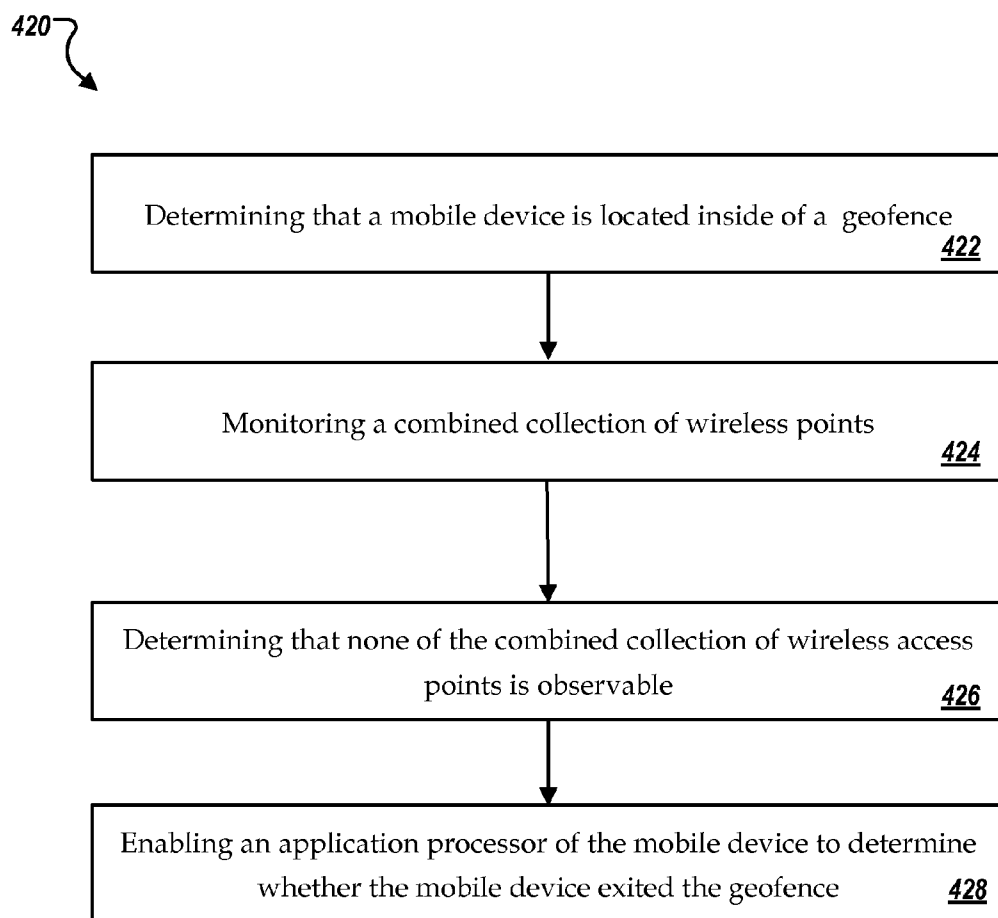 420
Determining that a mobile device is located inside of a geofence
422
Monitoring a combined collection of wireless points
424
Determining that none of the combined collection of wireless access
points is observable
426
Enabling an application processor of the mobile device to determine
whether the mobile device exited the geofence
428